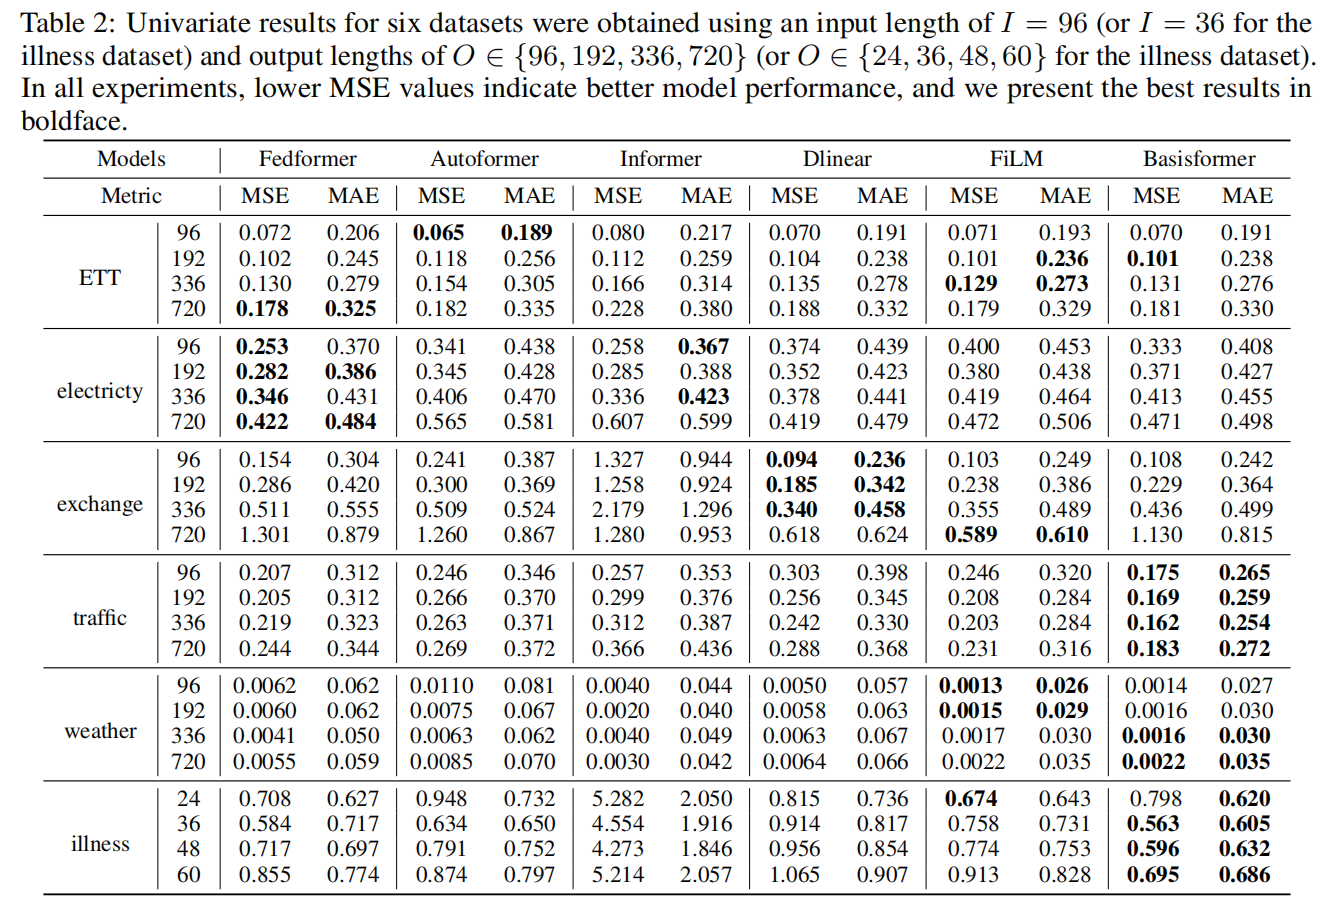 Table 2: Univariate results for six datasets were obtained using an input length of I = 96 (or I = 36 for the
illness dataset) and output lengths of O ∈ {96, 192, 336, 720} (or O ∈ {24, 36, 48, 60} for the illness dataset).
In all experiments, lower MSE values indicate better model performance, and we present the best results in
boldface.
Models Fedformer Autoformer Informer Dlinear FiLM Basisformer
Metric MSE MAE MSE MAE MSE MAE MSE MAE MSE MAE MSE MAE
96 0.072 0.206 0.065 0.189 0.080 0.217 0.070 0.191 0.071 0.193 0.070 0.191
192 0.102 0.245 0.118 0.256 0.112 0.259 0.104 0.238 0.101 0.236 0.101 0.238
ETT
336 0.130 0.279 0.154 0.305 0.166 0.314 0.135 0.278 0.129 0.273 0.131 0.276
720 0.178 0.325 0.182 0.335 0.228 0.380 0.188 0.332 0.179 0.329 0.181 0.330
96 0.253 0.370 0.341 0.438 0.258 0.367 0.374 0.439 0.400 0.453 0.333 0.408
192 0.282 0.386 0.345 0.428 0.285 0.388 0.352 0.423 0.380 0.438 0.371 0.427
electricty
336 0.346 0.431 0.406 0.470 0.336 0.423 0.378 0.441 0.419 0.464 0.413 0.455
720 0.422 0.484 0.565 0.581 0.607 0.599 0.419 0.479 0.472 0.506 0.471 0.498
96 0.154 0.304 0.241 0.387 1.327 0.944 0.094 0.236 0.103 0.249 0.108 0.242
192 0.286 0.420 0.300 0.369 1.258 0.924 0.185 0.342 0.238 0.386 0.229 0.364
exchange
336 0.511 0.555 0.509 0.524 2.179 1.296 0.340 0.458 0.355 0.489 0.436 0.499
720 1.301 0.879 1.260 0.867 1.280 0.953 0.618 0.624 0.589 0.610 1.130 0.815
96 0.207 0.312 0.246 0.346 0.257 0.353 0.303 0.398 0.246 0.320 0.175 0.265
192 0.205 0.312 0.266 0.370 0.299 0.376 0.256 0.345 0.208 0.284 0.169 0.259
traffic
336 0.219 0.323 0.263 0.371 0.312 0.387 0.242 0.330 0.203 0.284 0.162 0.254
720 0.244 0.344 0.269 0.372 0.366 0.436 0.288 0.368 0.231 0.316 0.183 0.272
96 0.0062 0.062 0.0110 0.081 0.0040 0.044 0.0050 0.057 0.0013 0.026 0.0014 0.027
192 0.0060 0.062 0.0075 0.067 0.0020 0.040 0.0058 0.063 0.0015 0.029 0.0016 0.030
weather
336 0.0041 0.050 0.0063 0.062 0.0040 0.049 0.0063 0.067 0.0017 0.030 0.0016 0.030
720 0.0055 0.059 0.0085 0.070 0.0030 0.042 0.0064 0.066 0.0022 0.035 0.0022 0.035
24 0.708 0.627 0.948 0.732 5.282 2.050 0.815 0.736 0.674 0.643 0.798 0.620
36 0.584 0.717 0.634 0.650 4.554 1.916 0.914 0.817 0.758 0.731 0.563 0.605
illness
48 0.717 0.697 0.791 0.752 4.273 1.846 0.956 0.854 0.774 0.753 0.596 0.632
60 0.855 0.774 0.874 0.797 5.214 2.057 1.065 0.907 0.913 0.828 0.695 0.686